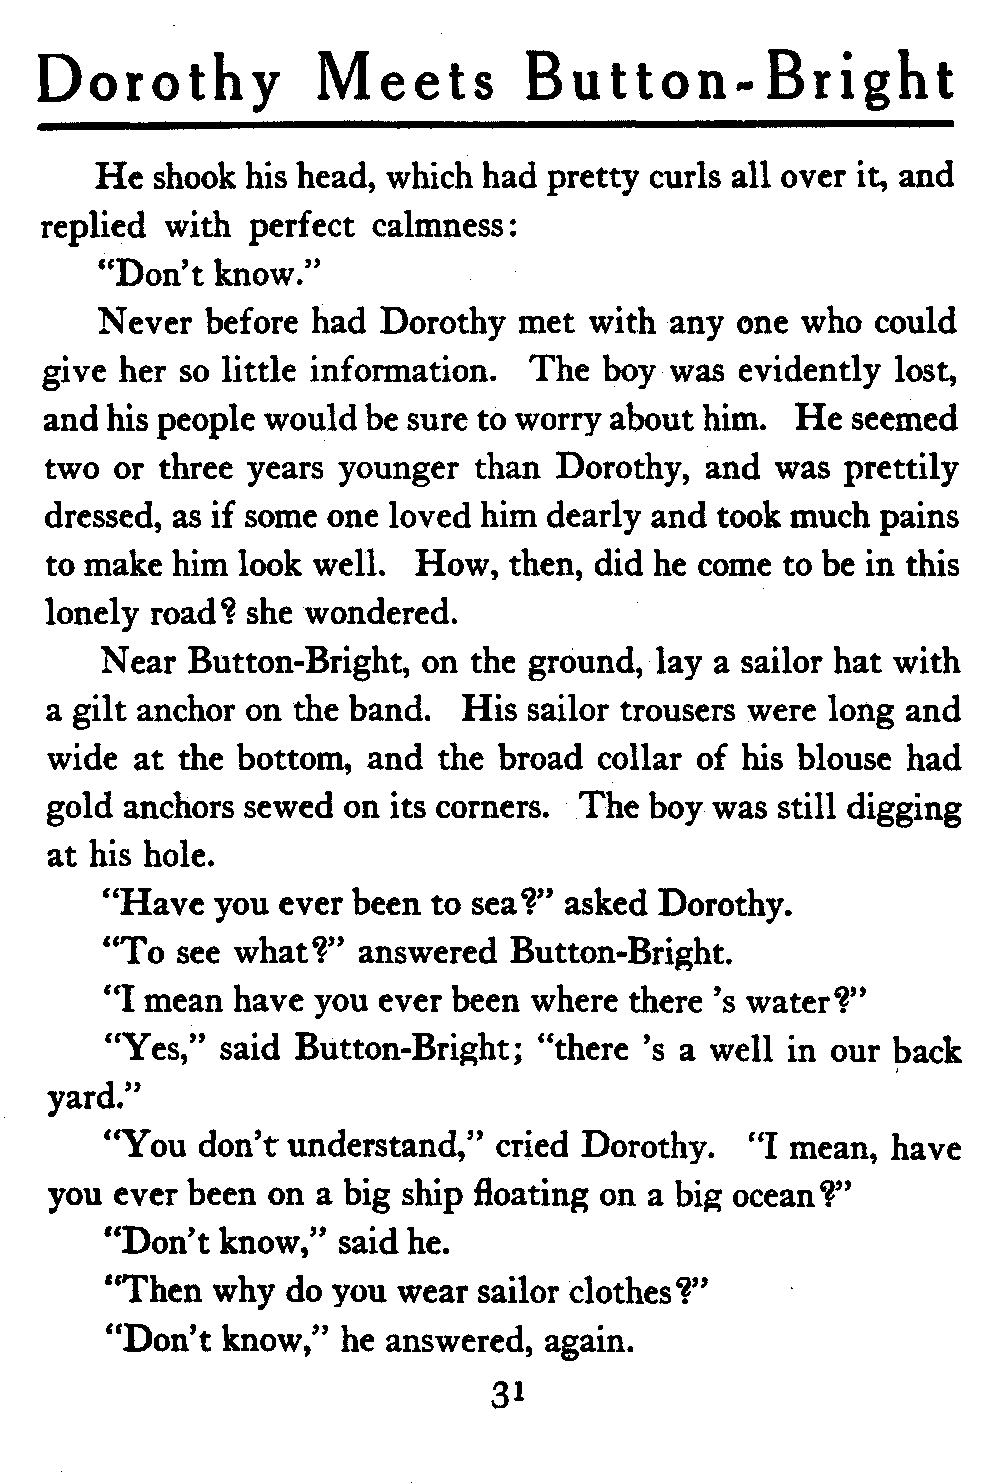 Dorothy Meets Button-Bright
He shook his head, which had pretty curls all over it, and
replied with perfect calmness:
“Don’t know.”
Never before had Dorothy met with any one who could
give her so little information. The boy was evidently lost,
and his people would be sure to worry about him. He seemed
two or three years younger than Dorothy, and was prettily
dressed, as if some one loved him dearly and took much pains
to make him look well. How, then, did he come to be in this
lonely road? she wondered.
Near Button-Bright, on the ground, lay a sailor hat with
a gilt anchor on the band. His sailor trousers were long and
wide at the bottom, and the broad collar of his blouse had
gold anchors sewed on its corners. The boy was still digging
at his hole.
“Have you ever been to sea?” asked Dorothy.
“To see what?” answered Button-Bright.
“I mean have you ever been where there ’s water?”
“Yes,” said Button-Bright; “there ’s a well in our back
yard.”
“You don’t understand,” cried Dorothy. “I mean, have
you ever been on a big ship floating on a big ocean?”
“Don’t know,” said he.
“Then why do you wear sailor clothes?”
“Don’t know,” he answered, again.
31